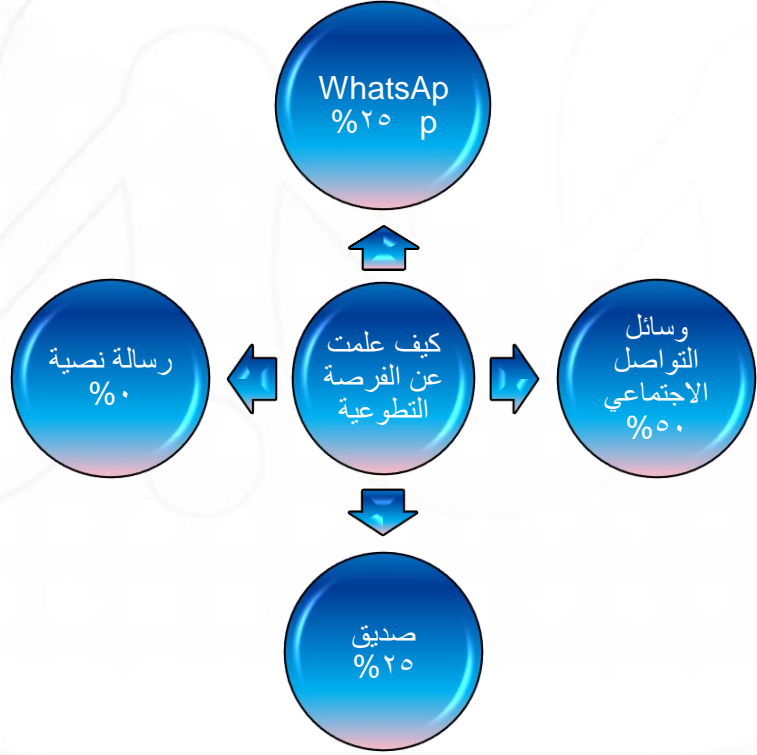 WhatsAp
p ٢٥%
كيف علمت
عن الفرصة
التطوعية
وسائل
التواصل
الاجتماعي
٥٠%
صديق
٢٥%
رسالة نصية
٠%